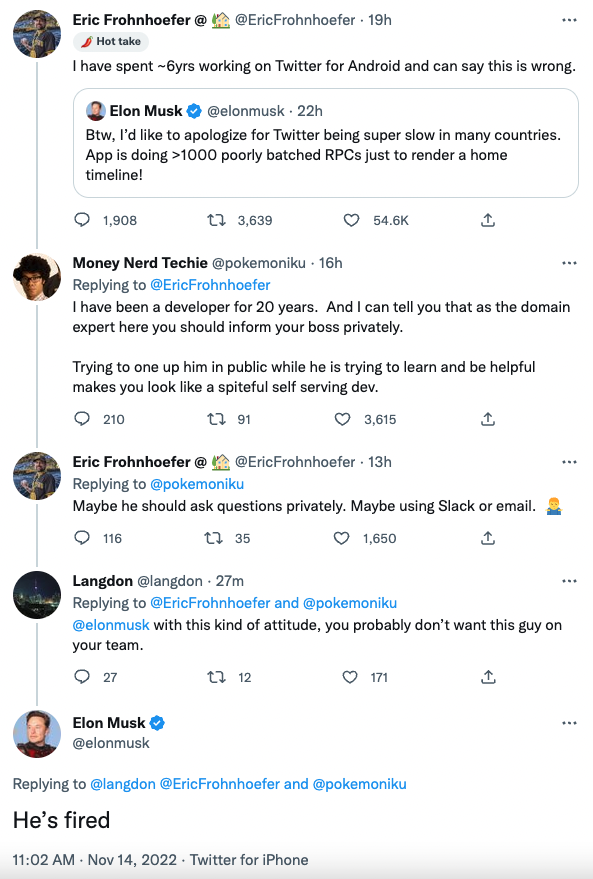 Eric Frohnhoefer @ 🏡 @EricFrohnhoefer · 19h
🌶️ Hot take
I have spent ~6yrs working on Twitter for Android and can say this is wrong.
Elon Musk @elonmusk · 22h
Btw, I’d like to apologize for Twitter being super slow in many countries.
App is doing >1000 poorly batched RPCs just to render a home
timeline!
1,908 3,639 54.6K
Money Nerd Techie @pokemoniku · 16h
Replying to @EricFrohnhoefer
I have been a developer for 20 years.  And I can tell you that as the domain
expert here you should inform your boss privately.
Trying to one up him in public while he is trying to learn and be helpful
makes you look like a spiteful self serving dev.
210 91 3,615
Eric Frohnhoefer @ 🏡 @EricFrohnhoefer · 13h
Replying to @pokemoniku
Maybe he should ask questions privately. Maybe using Slack or email. 🤷‍♂️
116 35 1,650
Langdon @langdon · 27m
Replying to @EricFrohnhoefer and @pokemoniku
@elonmusk with this kind of attitude, you probably don’t want this guy on
your team.
27 12 171
Elon Musk
@elonmusk
Replying to @langdon @EricFrohnhoefer and @pokemoniku
He’s fired
11:02 AM · Nov 14, 2022 · Twitter for iPhone